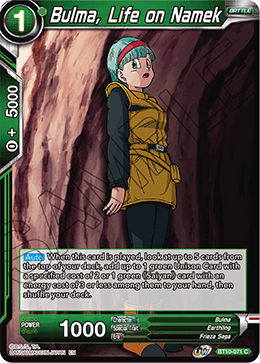 1 Bulma, Life on Namek BATTLE
0 + 5000
Auto When this card is played, look at up to 5 cards from
the top of your deck, add up to 1 green Unison Card with
a specified cost of 2 or 1 green {Saiyan} card with an
energy cost of 3 or less among them to your hand, then
shuffle your deck.
POWER 1000
Character Bulma
Special Trait Earthling
Era Frieza Saga
BT10-071 C